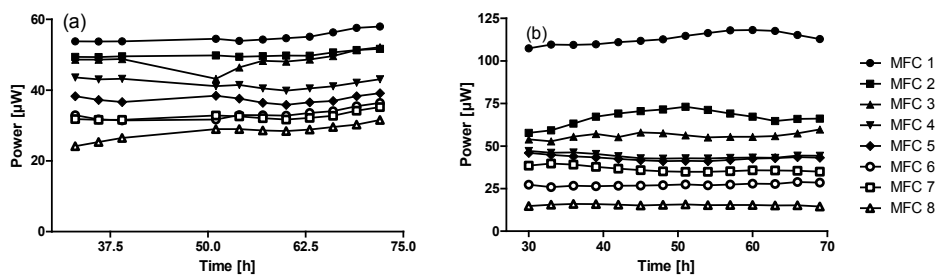 (a)
Power [µW]
60
40
20
0
37.5
50.0
62.5
75.0
Time [h]
(b)
Power [µW]
125
100
75
50
25
0
30
40
50
60
70
Time [h]
MFC 1
MFC 2
MFC 3
MFC 4
MFC 5
MFC 6
MFC 7
MFC 8